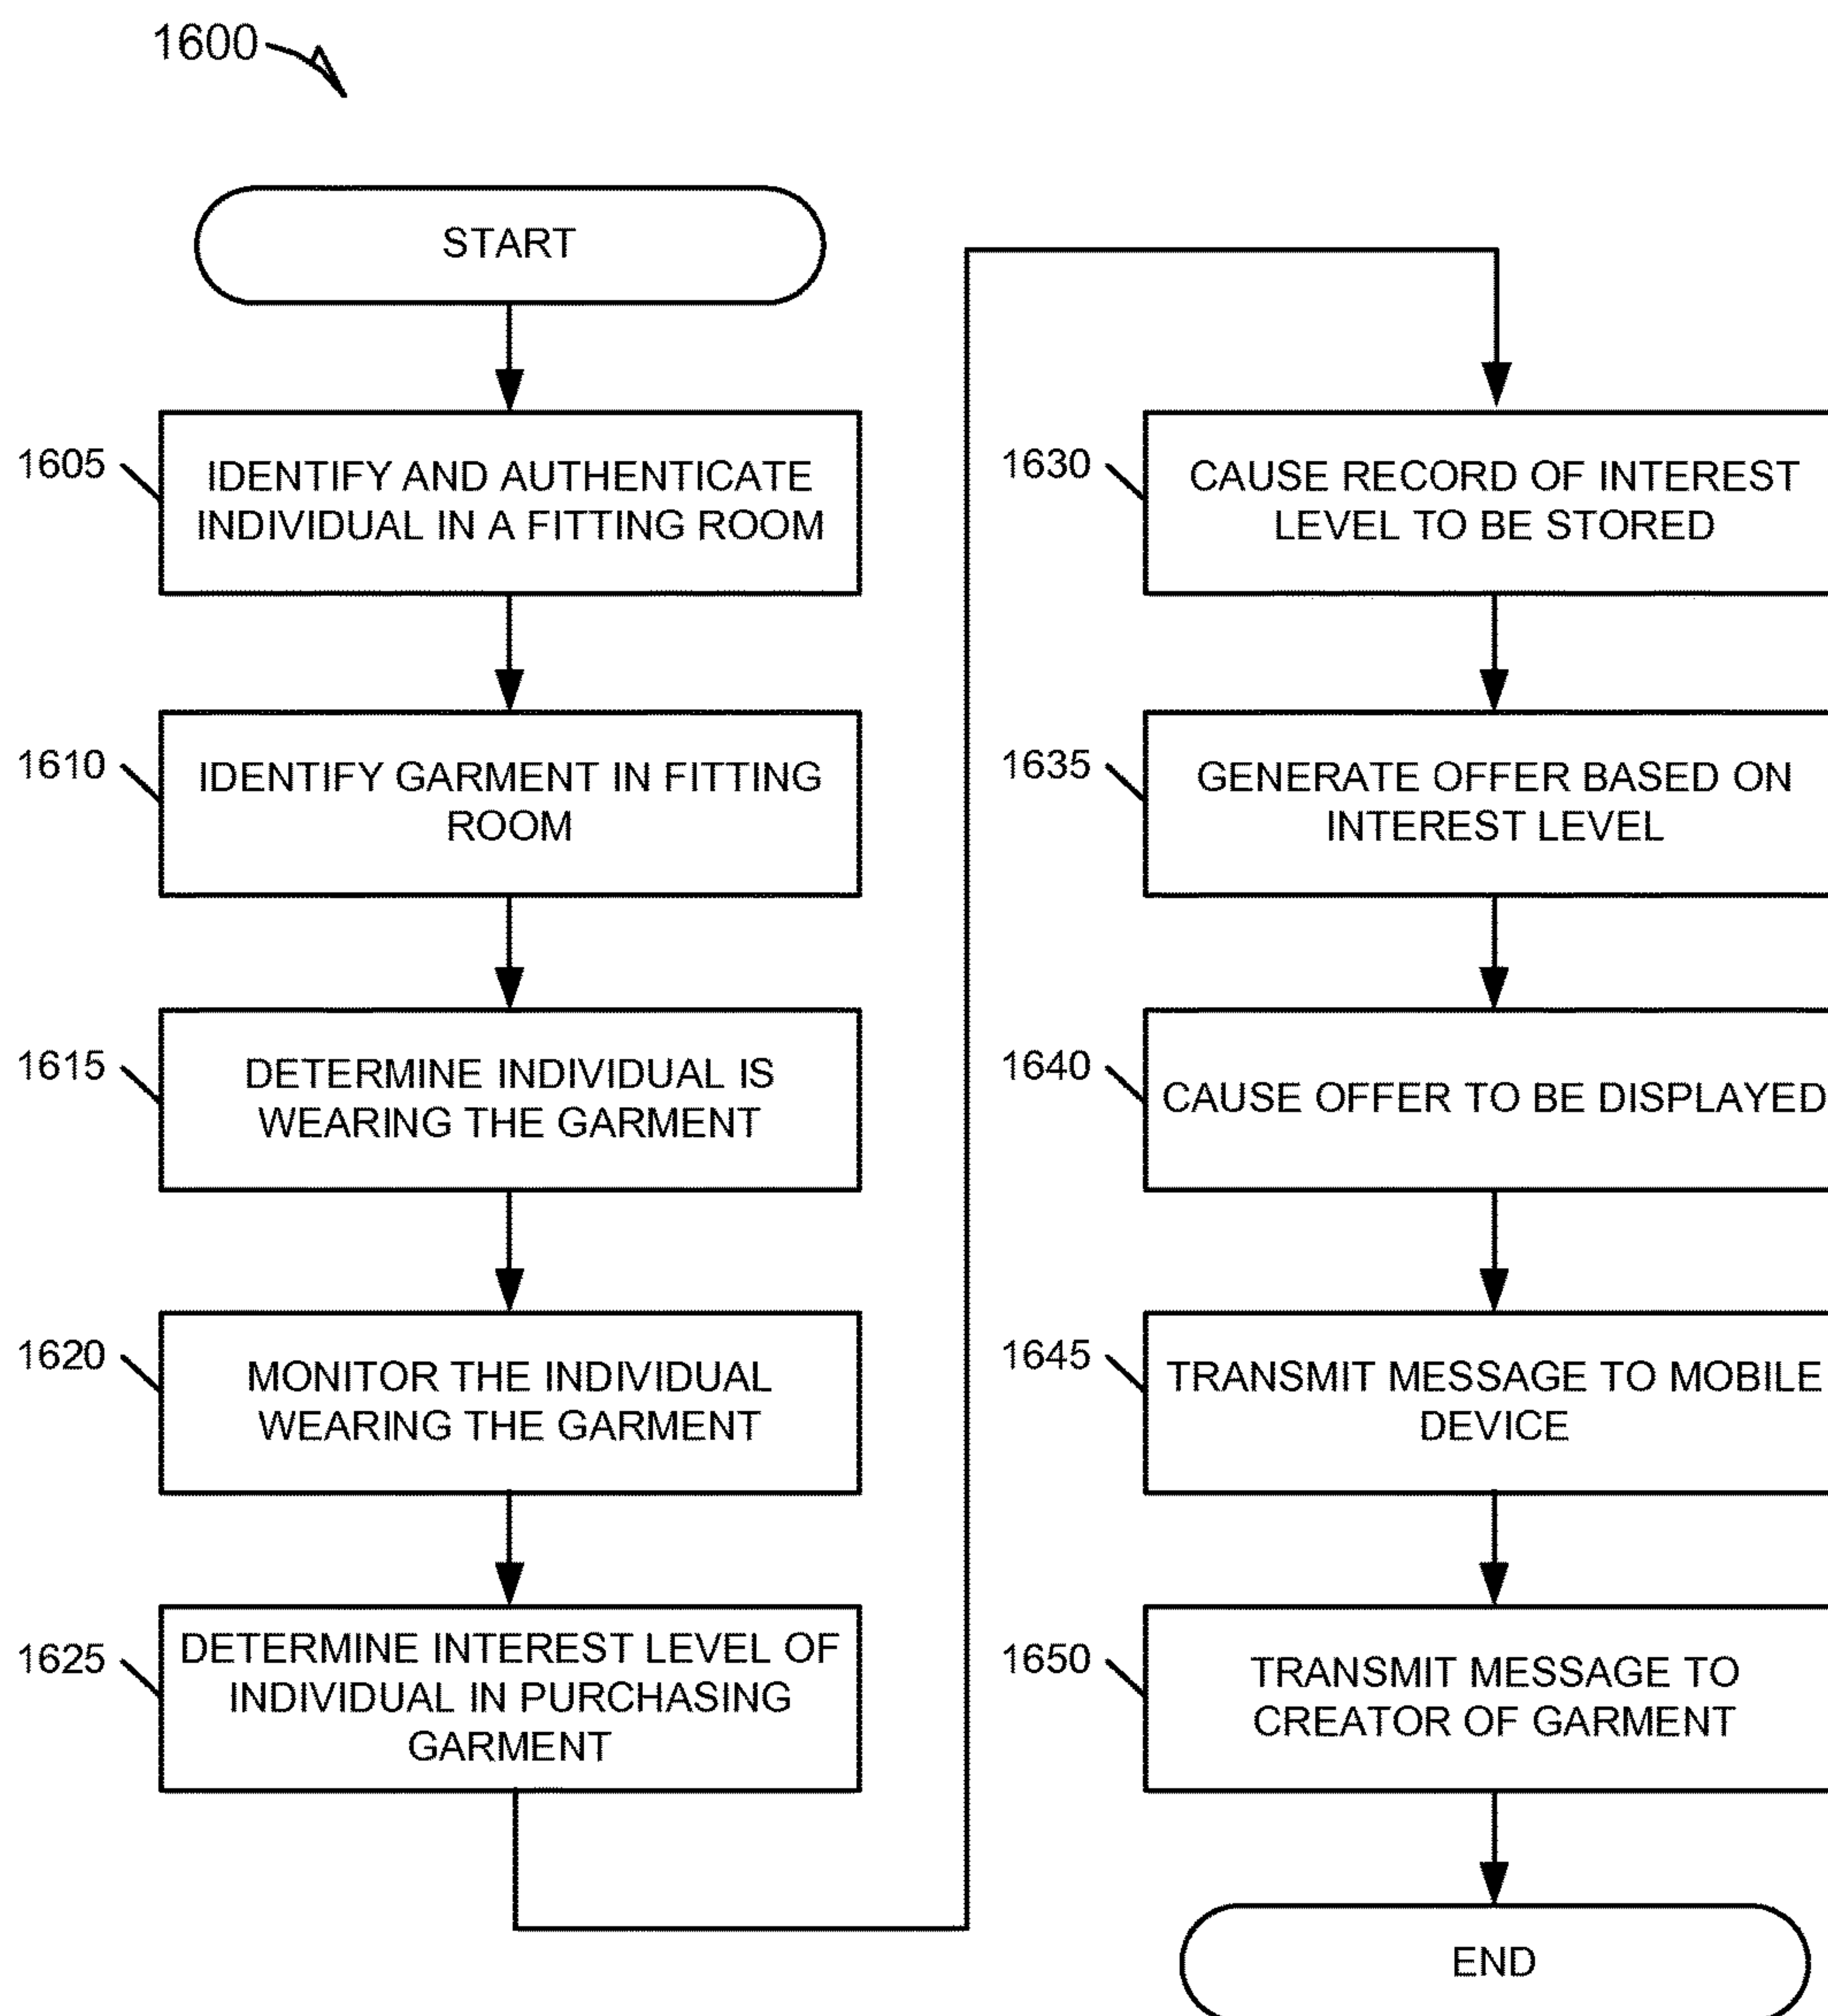 1600
START
1605
IDENTIFY AND AUTHENTICATE
INDIVIDUAL IN A FITTING ROOM
1610
IDENTIFY GARMENT IN FITTING
ROOM
1615
DETERMINE INDIVIDUAL IS
WEARING THE GARMENT
1620
MONITOR THE INDIVIDUAL
WEARING THE GARMENT
1625
DETERMINE INTEREST LEVEL OF
INDIVIDUAL IN PURCHASING
GARMENT
1630
CAUSE RECORD OF INTEREST
LEVEL TO BE STORED
1635
GENERATE OFFER BASED ON
INTEREST LEVEL
1640
CAUSE OFFER TO BE DISPLAYED
1645
TRANSMIT MESSAGE TO MOBILE
DEVICE
1650
TRANSMIT MESSAGE TO
CREATOR OF GARMENT
END